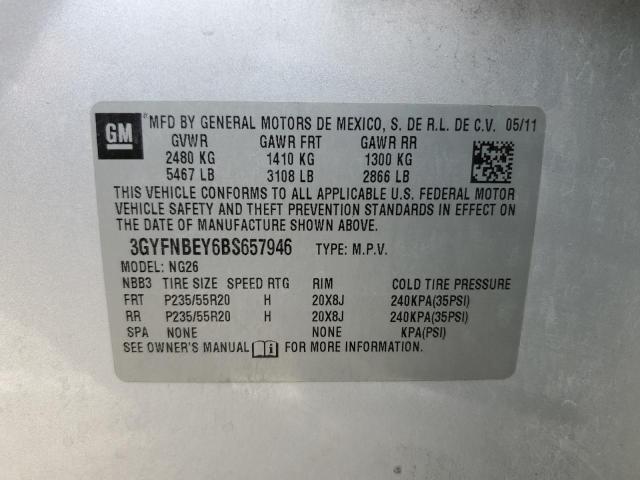 GM
® MFD BY GENERAL MOTORS DE MEXICO, S. DE R.L. DE C.V. 05/11
GVWR GAWR FRT GAWR RR
2480 KG 1410 KG 1300 KG
5467 LB 3108 LB 2866 LB
THIS VEHICLE CONFORMS TO ALL APPLICABLE U.S. FEDERAL MOTOR
VEHICLE SAFETY AND THEFT PREVENTION STANDARDS IN EFFECT ON
THE DATE OF MANUFACTURE SHOWN ABOVE.
3GYFNBEY6BS657946 TYPE: M.P.V.
MODEL: NG26
NBB3 TIRE SIZE SPEED RTG RIM COLD TIRE PRESSURE
FRT P235/55R20 H 20X8J 240KPA(35PSI)
RR P235/55R20 H 20X8J 240KPA(35PSI)
SPA NONE NONE KPA(PSI)
SEE OWNER'S MANUAL i FOR MORE INFORMATION.